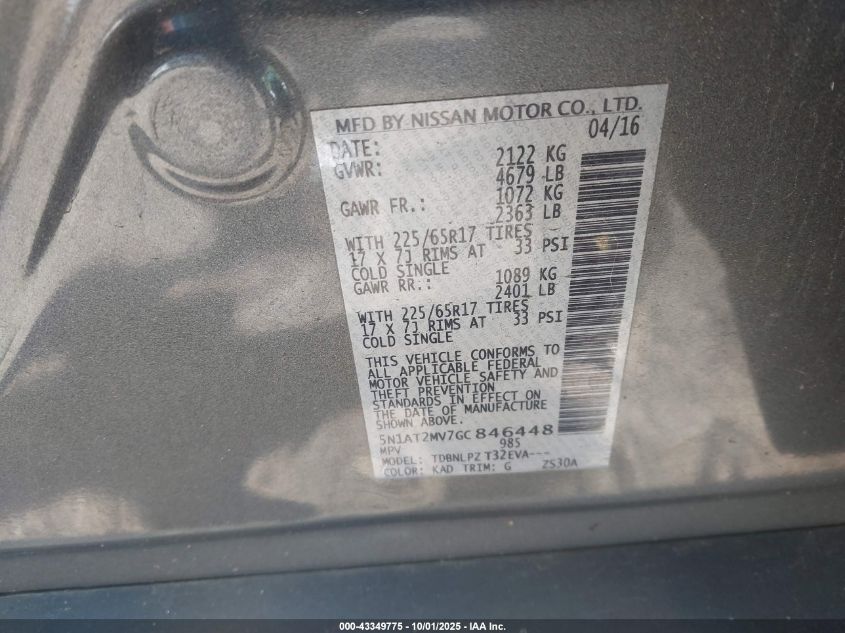 MFD BY NISSAN MOTOR CO., LTD.
DATE: 04/16
GVWR: 2122 KG
4679 LB
GAWR FR.: 1072 KG
2363 LB
WITH 225/65R17 TIRES
17 X 7J RIMS AT 33 PSI
COLD SINGLE
GAWR RR.: 1089 KG
2401 LB
WITH 225/65R17 TIRES
17 X 7J RIMS AT 33 PSI
COLD SINGLE
THIS VEHICLE CONFORMS TO
ALL APPLICABLE FEDERAL
MOTOR VEHICLE SAFETY AND
THEFT PREVENTION
STANDARDS IN EFFECT ON
THE DATE OF MANUFACTURE
SHOWN ABOVE.
5N1AT2MV7GC846448
MPV 985
MODEL: TDBNLPZ T32EVA---
COLOR: KAD TRIM: G ZS30A
000-43349775 - 10/01/2025 - IAA Inc.